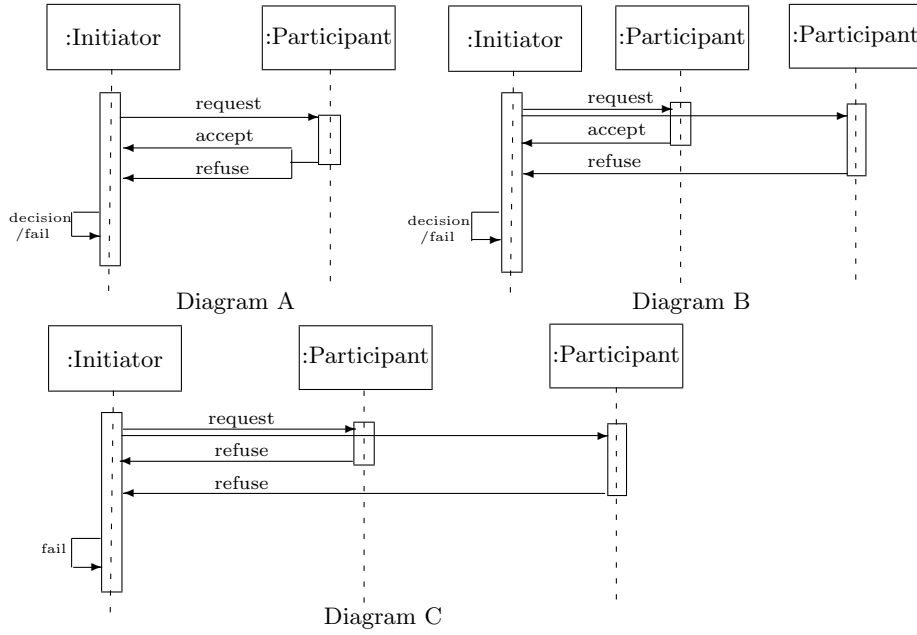 :Initiator
:Participant
request
accept
refuse
decision
/fail
Diagram A
:Initiator
:Participant
:Participant
request
accept
refuse
decision
/fail
Diagram B
:Initiator
:Participant
:Participant
request
refuse
refuse
fail
Diagram C